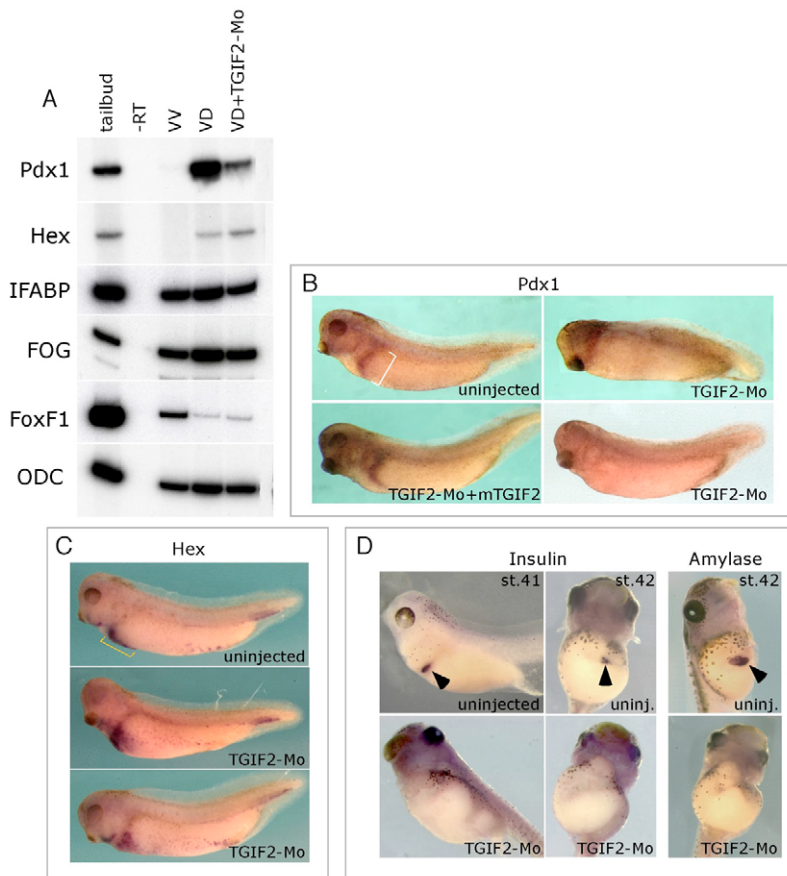 A
tailbud
-RT
VV
VD
VD+TGIF2-Mo
Pdx1
Hex
IFABP
FOG
FoxF1
ODC
B
Pdx1
uninjected
TGIF2-Mo
TGIF2-Mo+mTGIF2
TGIF2-Mo
C
Hex
uninjected
TGIF2-Mo
TGIF2-Mo
D
Insulin
Amylase
st.41
st.42
st.42
uninjected
uninj.
uninj.
TGIF2-Mo
TGIF2-Mo
TGIF2-Mo